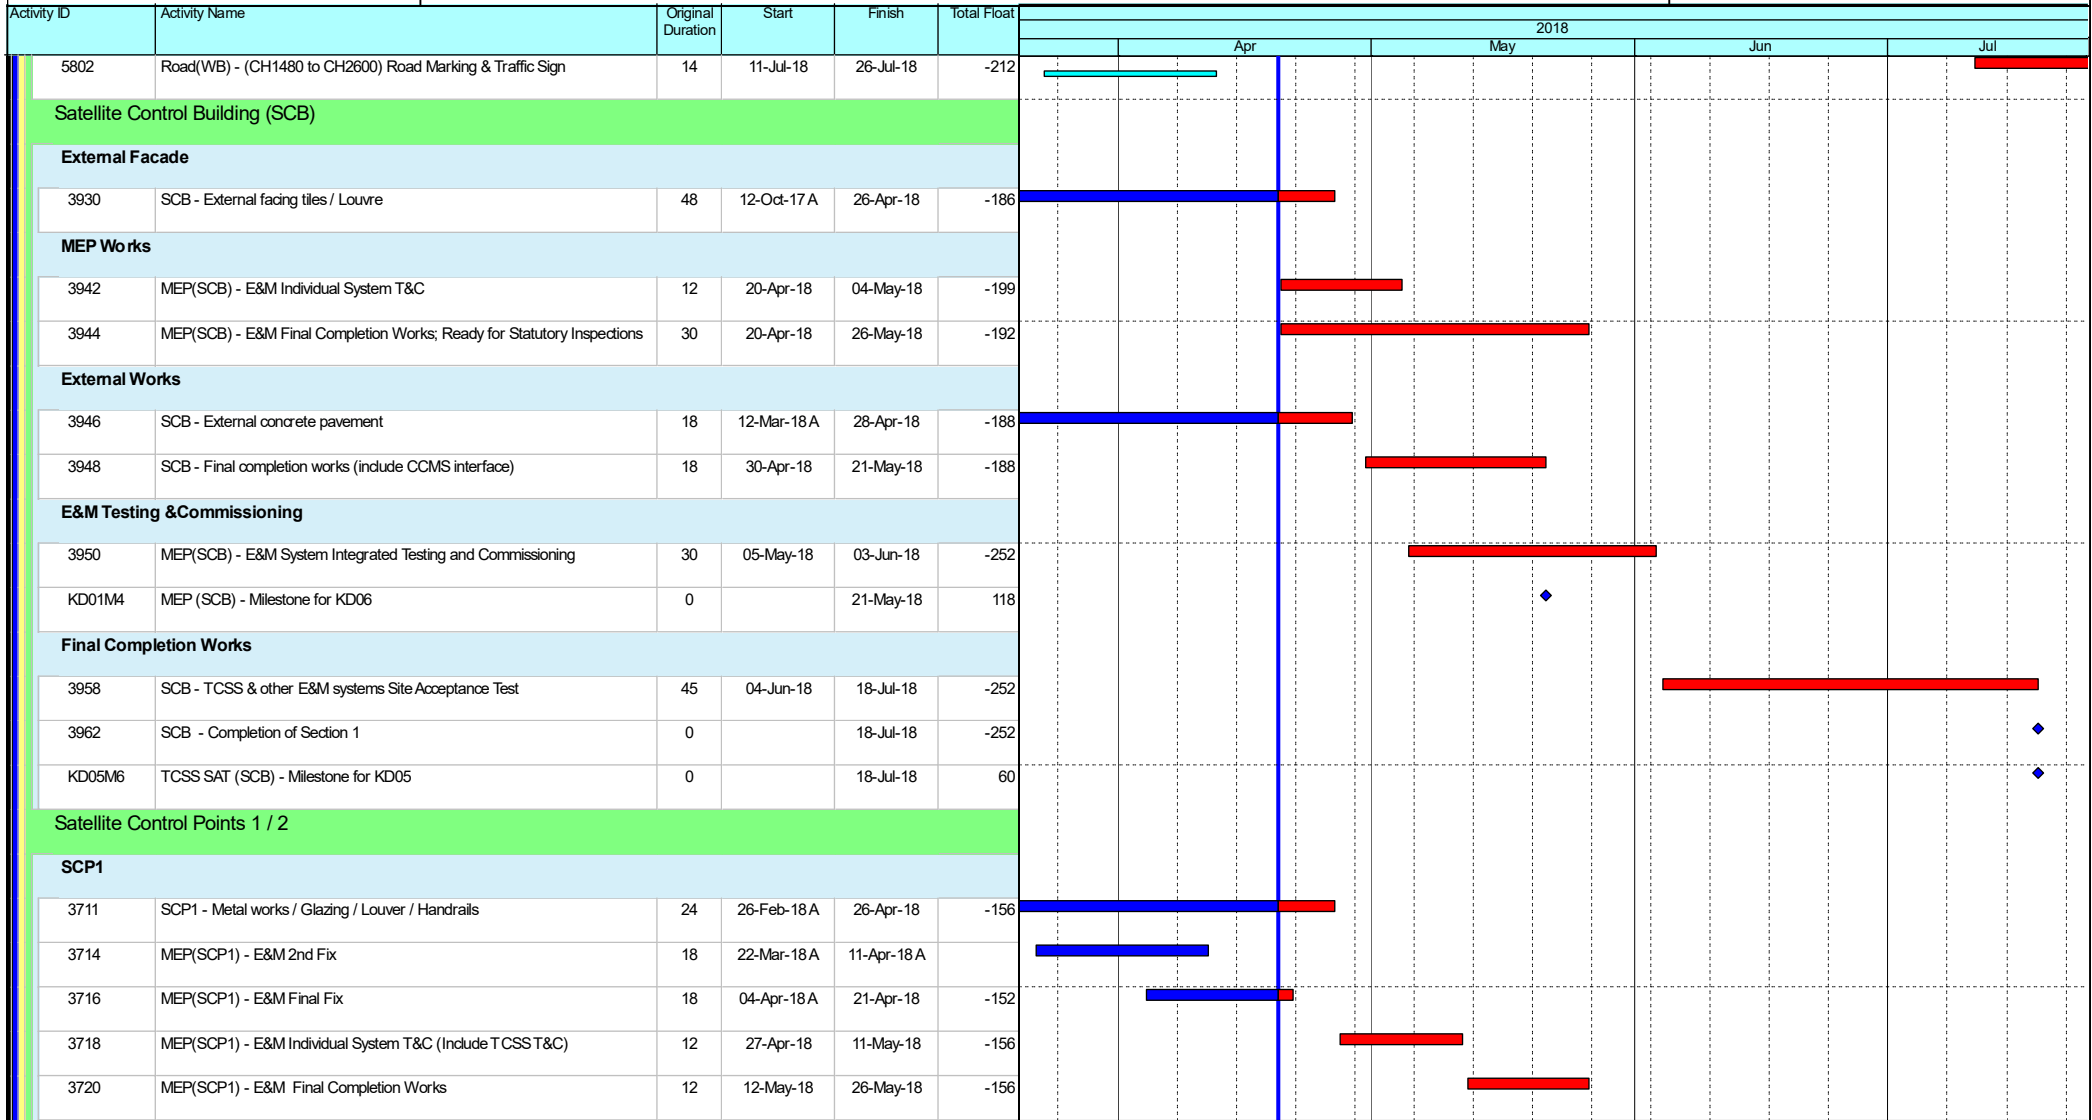 Activity ID Activity Name Original Duration Start Finish Total Float
2018
Apr May Jun Jul
5802 Road(WB) - (CH1480 to CH2600) Road Marking & Traffic Sign 14 11-Jul-18 26-Jul-18 -212
Satellite Control Building (SCB)
External Facade
3930 SCB - External facing tiles / Louvre 48 12-Oct-17 A 26-Apr-18 -186
MEP Works
3942 MEP(SCB) - E&M Individual System T&C 12 20-Apr-18 04-May-18 -199
3944 MEP(SCB) - E&M Final Completion Works; Ready for Statutory Inspections 30 20-Apr-18 26-May-18 -192
External Works
3946 SCB - External concrete pavement 18 12-Mar-18 A 28-Apr-18 -188
3948 SCB - Final completion works (include CCMS interface) 18 30-Apr-18 21-May-18 -188
E&M Testing &Commissioning
3950 MEP(SCB) - E&M System Integrated Testing and Commissioning 30 05-May-18 03-Jun-18 -252
KD01M4 MEP (SCB) - Milestone for KD06 0 21-May-18 118
Final Completion Works
3958 SCB - TCSS & other E&M systems Site Acceptance Test 45 04-Jun-18 18-Jul-18 -252
3962 SCB - Completion of Section 1 0 18-Jul-18 -252
KD05M6 TCSS SAT (SCB) - Milestone for KD05 0 18-Jul-18 60
Satellite Control Points 1 / 2
SCP1
3711 SCP1 - Metal works / Glazing / Louver / Handrails 24 26-Feb-18 A 26-Apr-18 -156
3714 MEP(SCP1) - E&M 2nd Fix 18 22-Mar-18 A 11-Apr-18 A
3716 MEP(SCP1) - E&M Final Fix 18 04-Apr-18 A 21-Apr-18 -152
3718 MEP(SCP1) - E&M Individual System T&C (Include TCSS T&C) 12 27-Apr-18 11-May-18 -156
3720 MEP(SCP1) - E&M Final Completion Works 12 12-May-18 26-May-18 -156